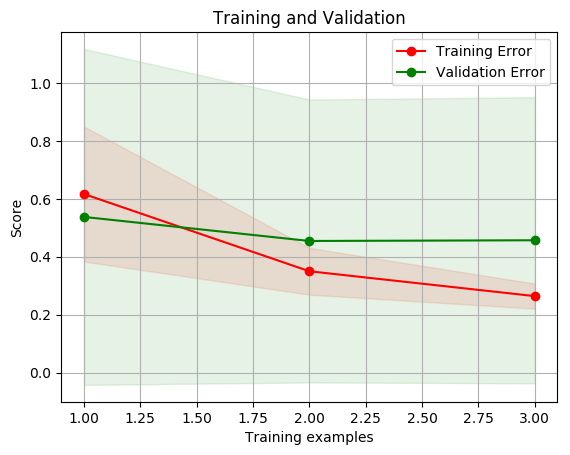 Training and Validation
Training Error
Validation Error
Score
1.0
0.8
0.6
0.4
0.2
0.0
1.00 1.25 1.50 1.75 2.00 2.25 2.50 2.75 3.00
Training examples